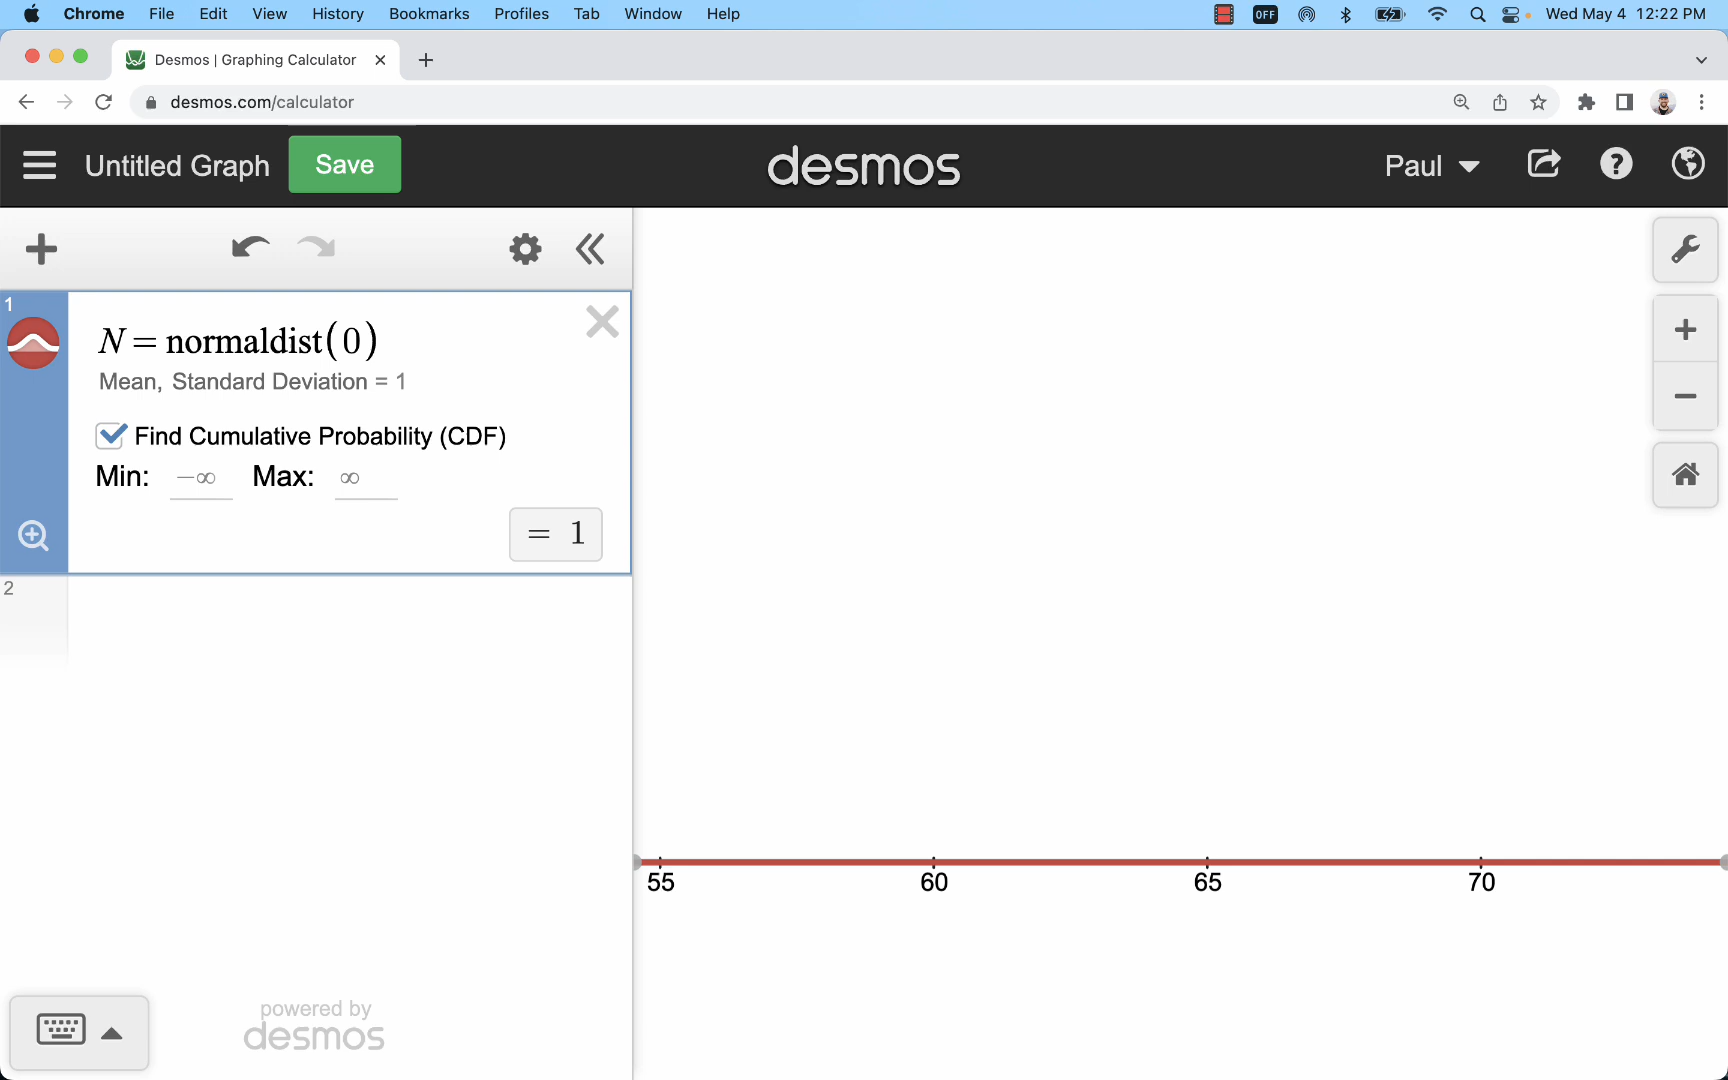 Chrome File Edit View History Bookmarks Profiles Tab Window Help OFF Wed May 4 12:22 PM
Desmos | Graphing Calculator
desmos.com/calculator
Untitled Graph Save desmos Paul
1
N = normaldist(0)
Mean, Standard Deviation = 1
Find Cumulative Probability (CDF)
Min: −∞ Max: ∞
= 1
2
55 60 65 70
powered by
desmos